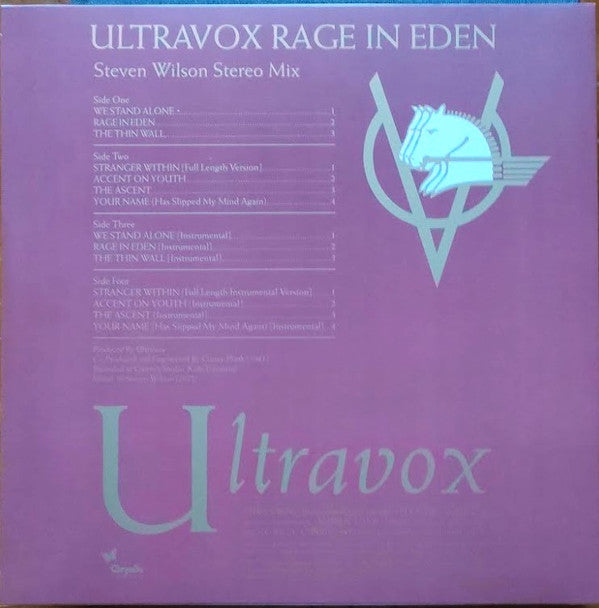 ULTRAVOX RAGE IN EDEN
Steven Wilson Stereo Mix
Side One
WE STAND ALONE 1
RAGE IN EDEN 2
THE THIN WALL 3
Side Two
STRANGER WITHIN [Full Length Version] 1
ACCENT ON YOUTH 2
THE ASCENT 3
YOUR NAME (Has Slipped My Mind Again) 4
Side Three
WE STAND ALONE [Instrumental] 1
RAGE IN EDEN [Instrumental] 2
THE THIN WALL [Instrumental] 3
Side Four
STRANGER WITHIN [Full Length Instrumental Version] 1
ACCENT ON YOUTH [Instrumental] 2
THE ASCENT [Instrumental] 3
YOUR NAME (Has Slipped My Mind Again) [Instrumental] 4
Produced By Ultravox
Ultravox
Chrysalis